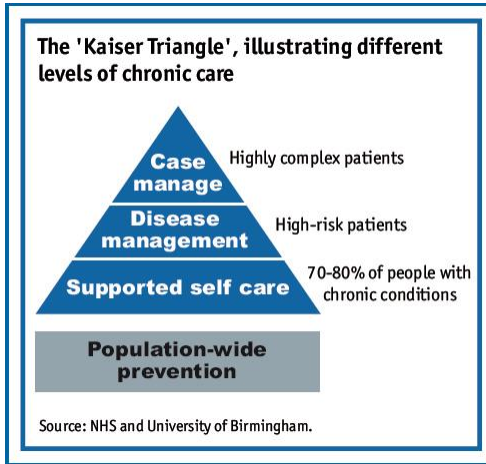 The 'Kaiser Triangle', illustrating different
levels of chronic care
Case
manage
Highly complex patients
Disease
management
High-risk patients
Supported self care
70-80% of people with
chronic conditions
Population-wide
prevention
Source: NHS and University of Birmingham.